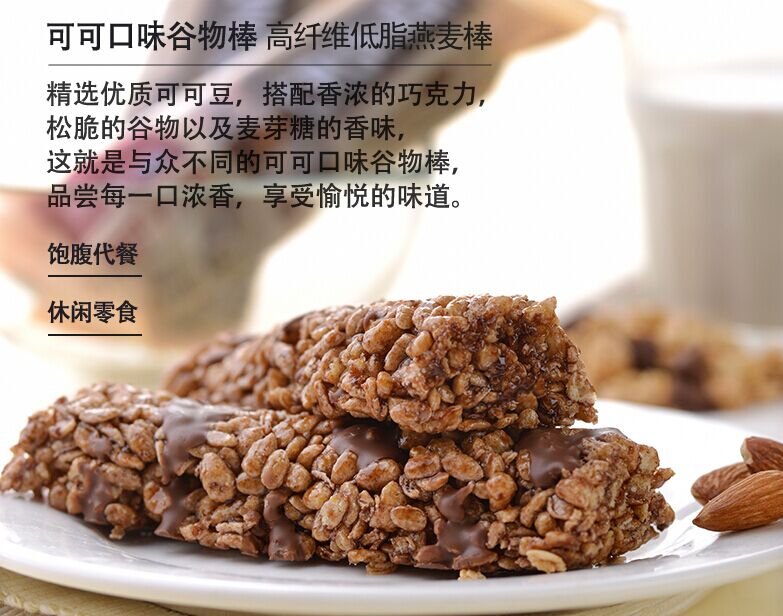 可可口味谷物棒 高纤维低脂燕麦棒
精选优质可可豆，搭配香浓的巧克力，
松脆的谷物以及麦芽糖的香味，
这就是与众不同的可可口味谷物棒，
品尝每一口浓香，享受愉悦的味道。
饱腹代餐
休闲零食